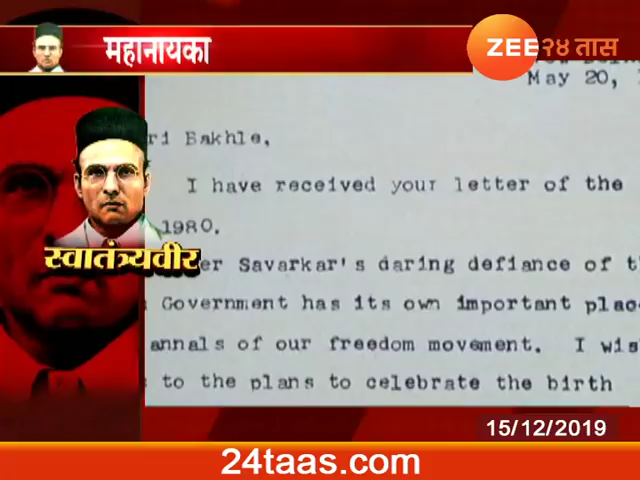 महानायका
ZEE २४ तास
May 20,
ri Bakhle,
I have received your letter of the
1980.
er Savarkar's daring defiance of t
Government has its own important plac
annals of our freedom movement. I wis
to the plans to celebrate the birth
स्वातंत्र्यवीर
15/12/2019
24taas.com